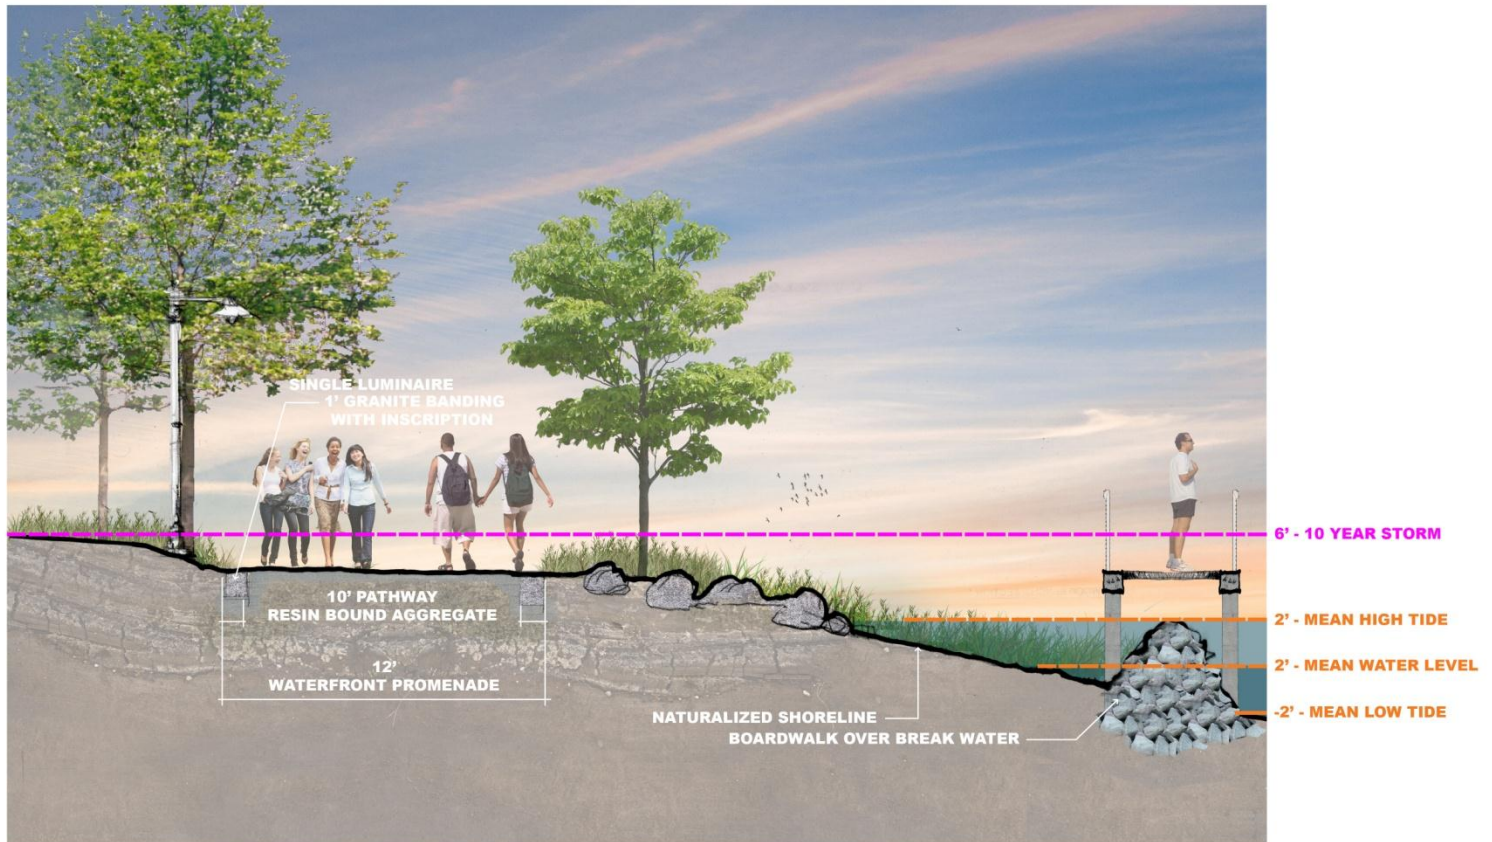 SINGLE LUMINAIRE
1' GRANITE BANDING
WITH INSCRIPTION
6' - 10 YEAR STORM
10' PATHWAY
RESIN BOUND AGGREGATE
2' - MEAN HIGH TIDE
2' - MEAN WATER LEVEL
12'
WATERFRONT PROMENADE
-2' - MEAN LOW TIDE
NATURALIZED SHORELINE
BOARDWALK OVER BREAK WATER